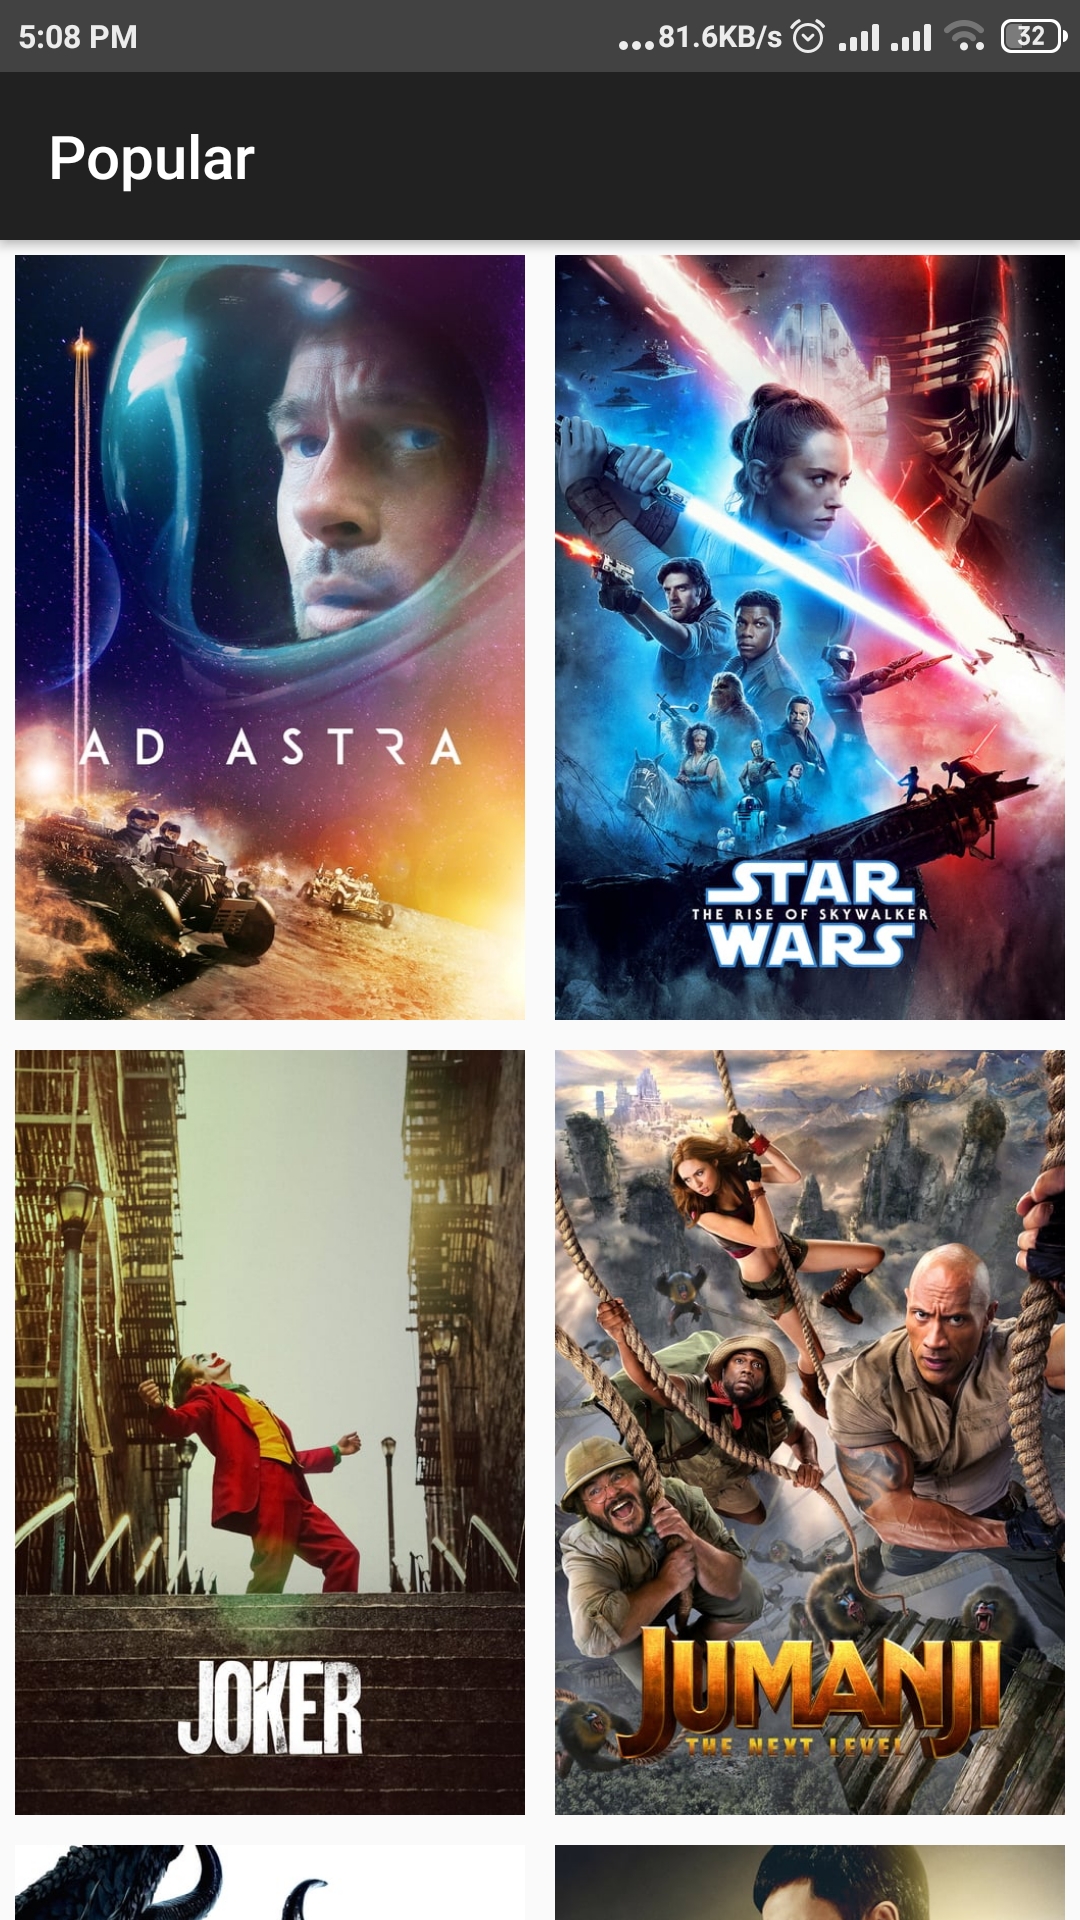 5:08 PM ...81.6KB/s 32
Popular
AD ASTRA
STAR
THE RISE OF SKYWALKER
WARS
JOKER
JUMANJI
THE NEXT LEVEL